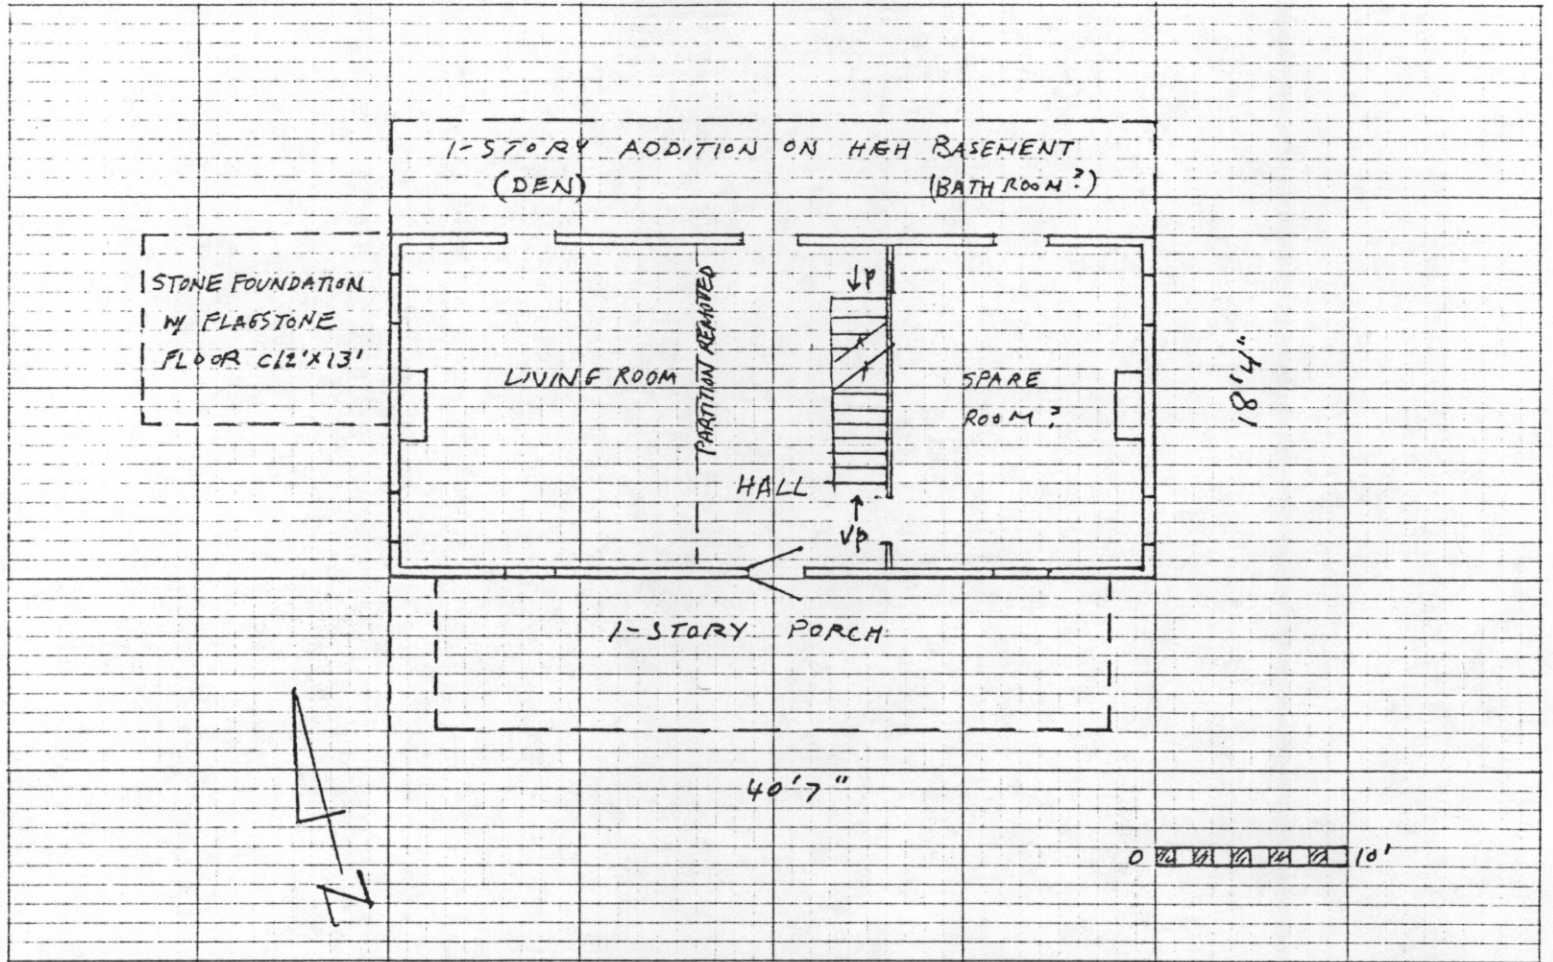 1-STORY ADDITION ON HIGH BASEMENT
(DEN)
(BATHROOM?)
STONE FOUNDATION
W/ FLAGSTONE
FLOOR C12'X13'
LIVING ROOM
PARTITION REMOVED
UP
SPARE
ROOM?
18'4"
HALL
UP
1-STORY PORCH
40'7"
N
0 10'